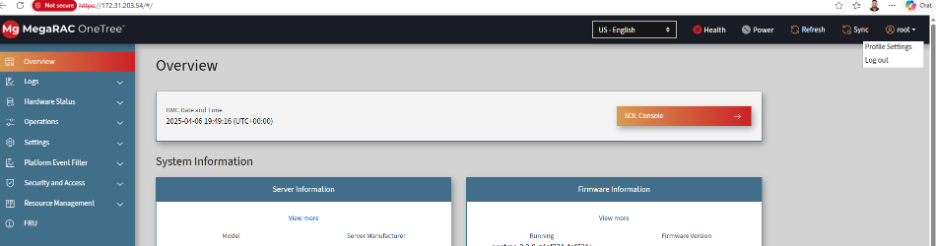 Not secure https://172.31.203.54/#/
Chat
Mg MegaRAC OneTree
US - English
Health
Power
Refresh
Sync
root
Profile Settings
Log out
Overview
Logs
Hardware Status
Operations
Settings
Platform Event Filter
Security and Access
Resource Management
FRU
Overview
BMC Date and Time
2025-04-06 19:49:16 (UTC+00:00)
SOL Console
System Information
Server Information
View more
Model
Server Manufacturer
Firmware Information
View more
Running
Firmware Version